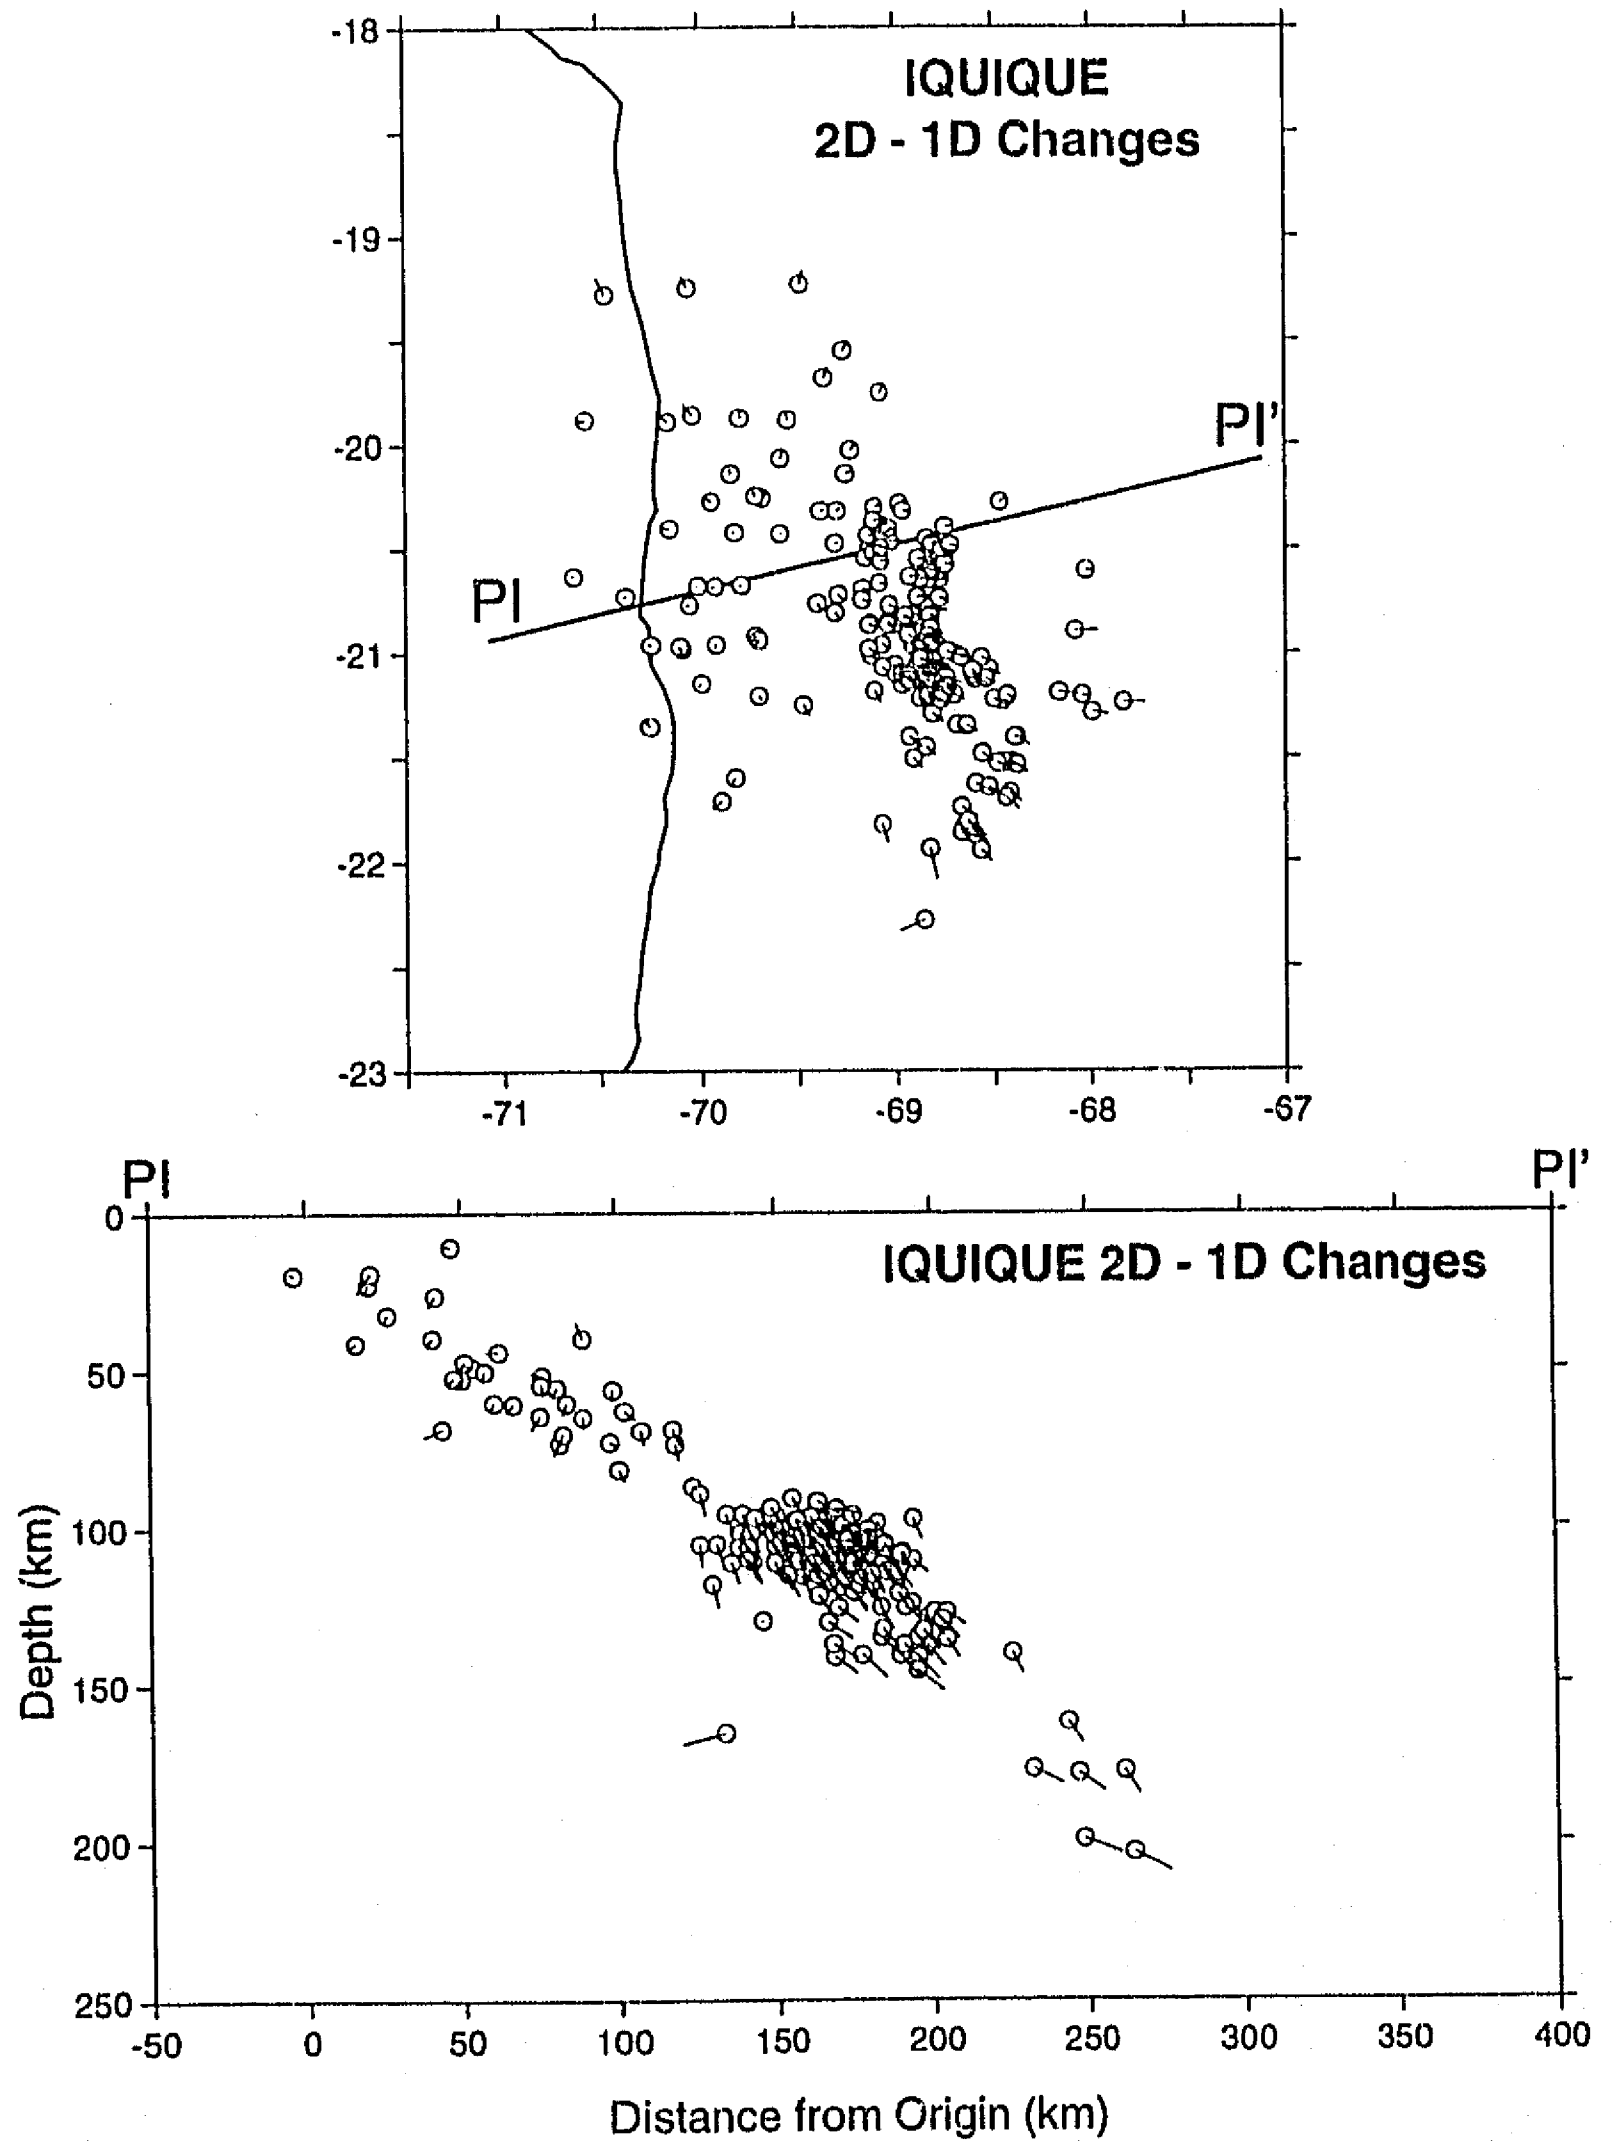 -18
IQUIQUE
2D - 1D Changes
-19
PI'
-20
PI
-21
-22
-23
-71 -70 -69 -68 -67
PI PI'
0
IQUIQUE 2D - 1D Changes
50
100
150
200
250
Depth (km)
-50 0 50 100 150 200 250 300 350 400
Distance from Origin (km)